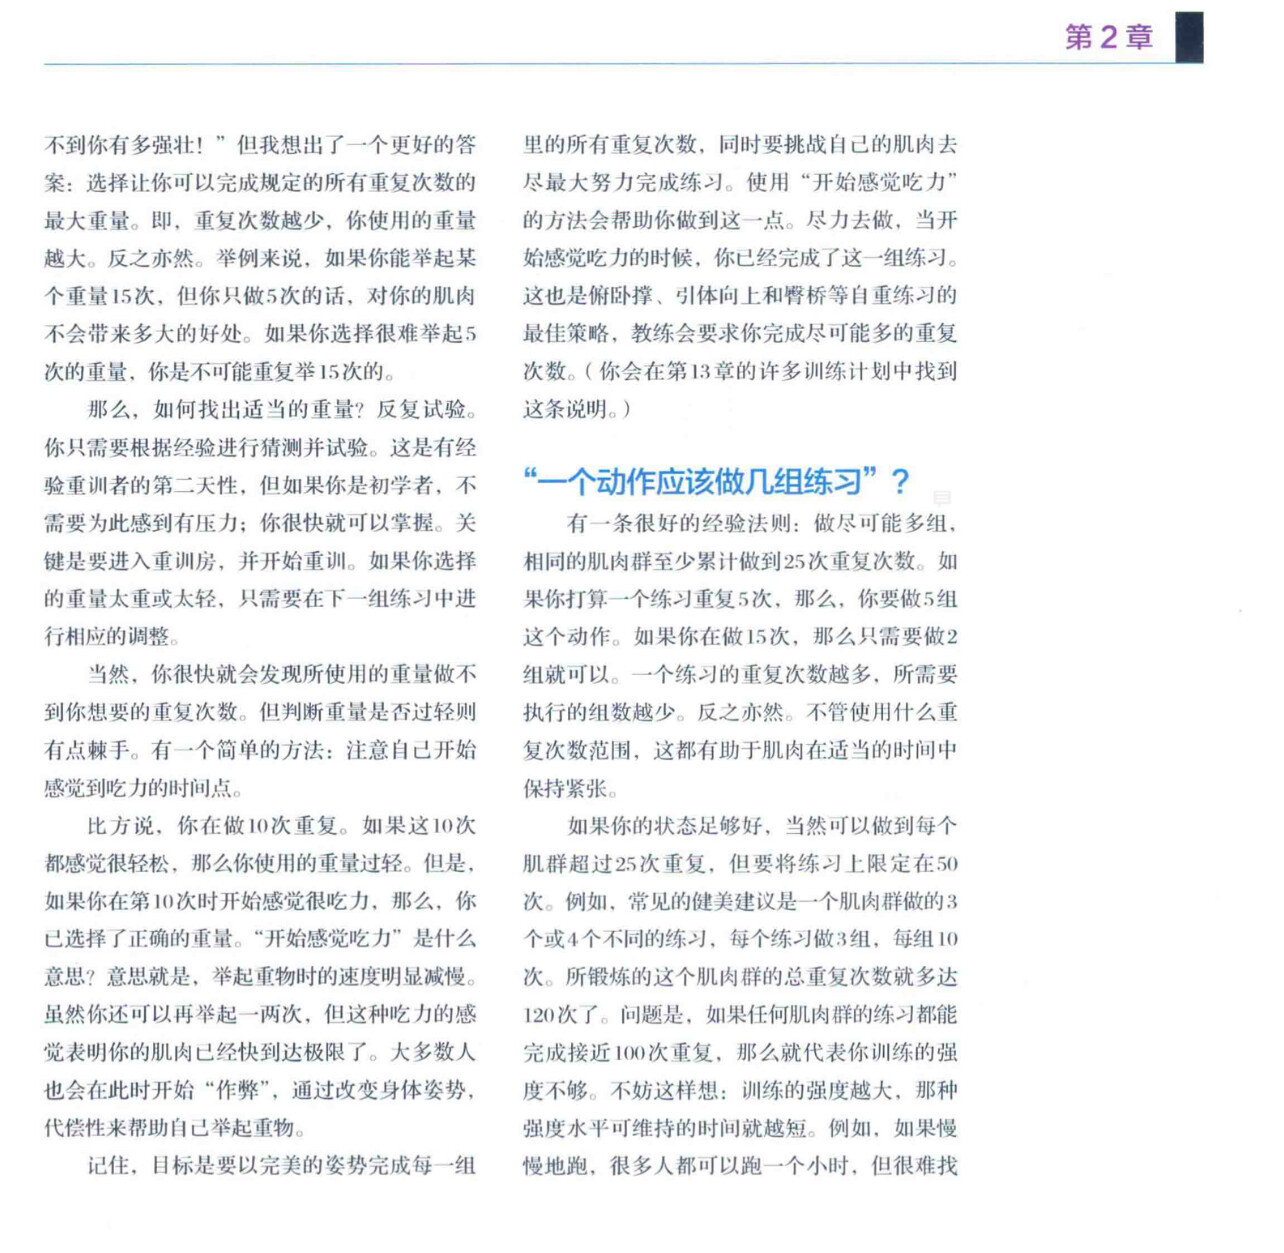 第2章
不到你有多强壮！”但我想出了一个更好的答
案：选择让你可以完成规定的所有重复次数的
最大重量。即，重复次数越少，你使用的重量
越大。反之亦然。举例来说，如果你能举起某
个重量15次，但你只做5次的话，对你的肌肉
不会带来多大的好处。如果你选择很难举起5
次的重量，你是不可能重复举15次的。
那么，如何找出适当的重量？反复试验。
你只需要根据经验进行猜测并试验。这是有经
验重训者的第二天性，但如果你是初学者，不
需要为此感到有压力；你很快就可以掌握。关
键是要进入重训房，并开始重训。如果你选择
的重量太重或太轻，只需要在下一组练习中进
行相应的调整。
当然，你很快就会发现所使用的重量做不
到你想要的重复次数。但判断重量是否过轻则
有点棘手。有一个简单的方法：注意自己开始
感觉到吃力的时间点。
比方说，你在做10次重复。如果这10次
都感觉很轻松，那么你使用的重量过轻。但是，
如果你在第10次时开始感觉很吃力，那么，你
已选择了正确的重量。“开始感觉吃力”是什么
意思？意思就是，举起重物时的速度明显减慢。
虽然你还可以再举起一两次，但这种吃力的感
觉表明你的肌肉已经快到达极限了。大多数人
也会在此时开始“作弊”，通过改变身体姿势，
代偿性来帮助自己举起重物。
记住，目标是要以完美的姿势完成每一组
里的所有重复次数，同时要挑战自己的肌肉去
尽最大努力完成练习。使用“开始感觉吃力”
的方法会帮助你做到这一点。尽力去做，当开
始感觉吃力的时候，你已经完成了这一组练习。
这也是俯卧撑、引体向上和臀桥等自重练习的
最佳策略，教练会要求你完成尽可能多的重复
次数。（你会在第13章的许多训练计划中找到
这条说明。）
“一个动作应该做几组练习”？
有一条很好的经验法则：做尽可能多组，
相同的肌肉群至少累计做到25次重复次数。如
果你打算一个练习重复5次，那么，你要做5组
这个动作。如果你在做15次，那么只需要做2
组就可以。一个练习的重复次数越多，所需要
执行的组数越少。反之亦然。不管使用什么重
复次数范围，这都有助于肌肉在适当的时间中
保持紧张。
如果你的状态足够好，当然可以做到每个
肌群超过25次重复，但要将练习上限定在50
次。例如，常见的健美建议是一个肌肉群做的3
个或4个不同的练习，每个练习做3组，每组10
次。所锻炼的这个肌肉群的总重复次数就多达
120次了。问题是，如果任何肌肉群的练习都能
完成接近100次重复，那么就代表你训练的强
度不够。不妨这样想：训练的强度越大，那种
强度水平可维持的时间就越短。例如，如果慢
慢地跑，很多人都可以跑一个小时，但很难找